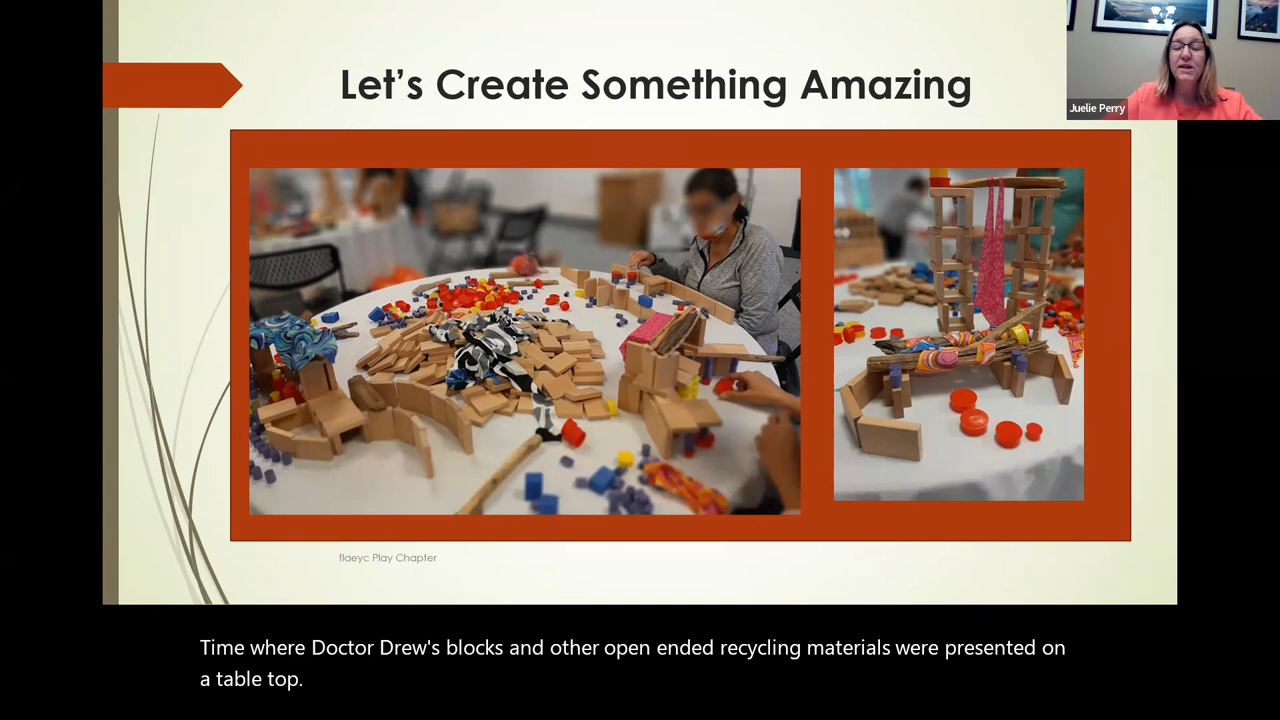 Let's Create Something Amazing
Juelie Perry
flaeyc Play Chapter
Time where Doctor Drew's blocks and other open ended recycling materials were presented on
a table top.